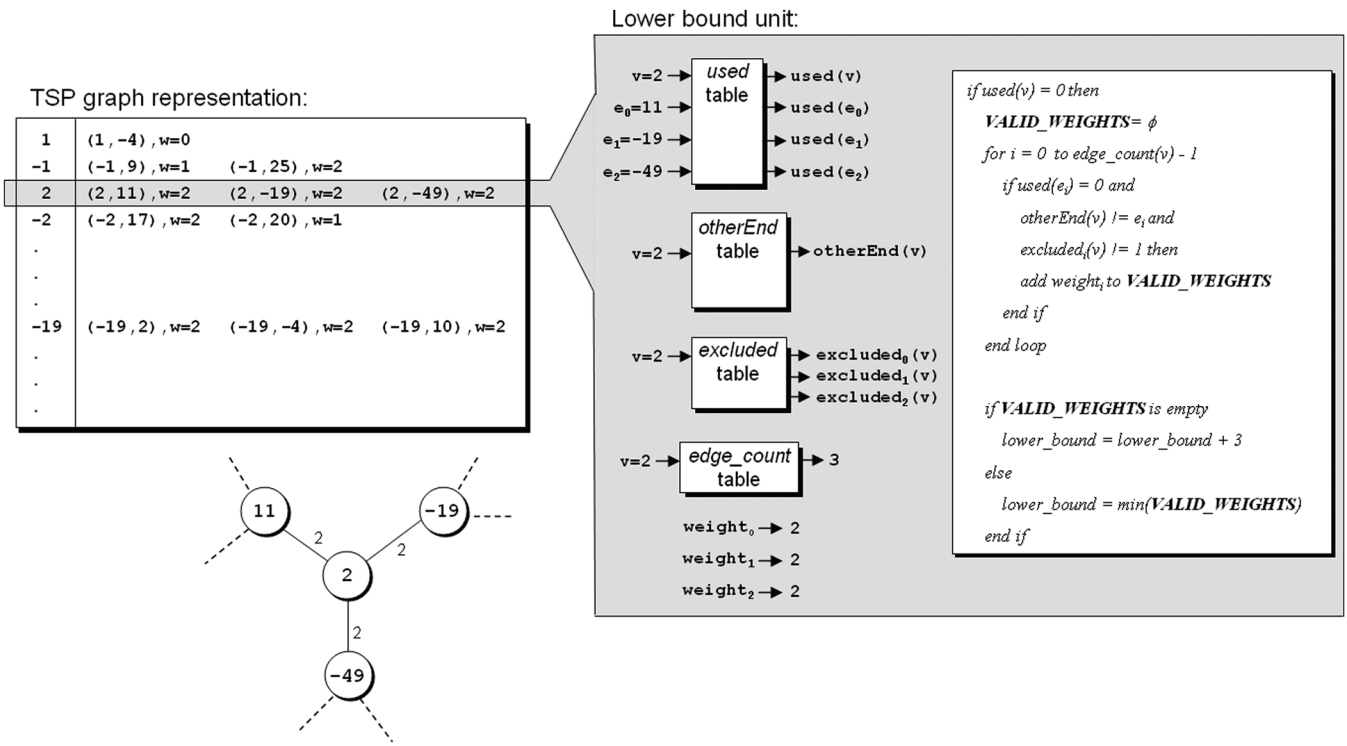 Lower bound unit:
TSP graph representation:
1 (1,-4),w=0
-1 (-1,9),w=1 (-1,25),w=2
2 (2,11),w=2 (2,-19),w=2 (2,-49),w=2
-2 (-2,17),w=2 (-2,20),w=1
.
.
.
-19 (-19,2),w=2 (-19,-4),w=2 (-19,10),w=2
.
.
.
11
-19
2
2
2
2
-49
v=2 used used(v)
e₀=11 table used(e₀)
e₁=-19 used(e₁)
e₂=-49 used(e₂)
otherEnd
v=2 table otherEnd(v)
v=2 excluded excluded₀(v)
table excluded₁(v)
excluded₂(v)
v=2 edge_count 3
table
weight₀ 2
weight₁ 2
weight₂ 2
if used(v) = 0 then
VALID_WEIGHTS = ϕ
for i = 0 to edge_count(v) - 1
if used(eᵢ) = 0 and
otherEnd(v) != eᵢ and
excludedᵢ(v) != 1 then
add weightᵢ to VALID_WEIGHTS
end if
end loop
if VALID_WEIGHTS is empty
lower_bound = lower_bound + 3
else
lower_bound = min(VALID_WEIGHTS)
end if